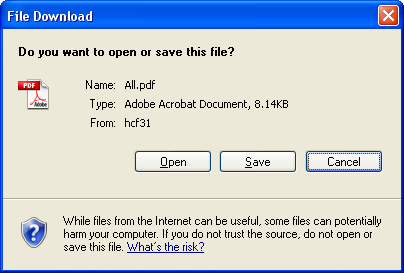 File Download
Do you want to open or save this file?
PDF
Adobe
Name: All.pdf
Type: Adobe Acrobat Document, 8.14KB
From: hcf31
Open Save Cancel
While files from the Internet can be useful, some files can potentially
harm your computer. If you do not trust the source, do not open or
save this file. What's the risk?